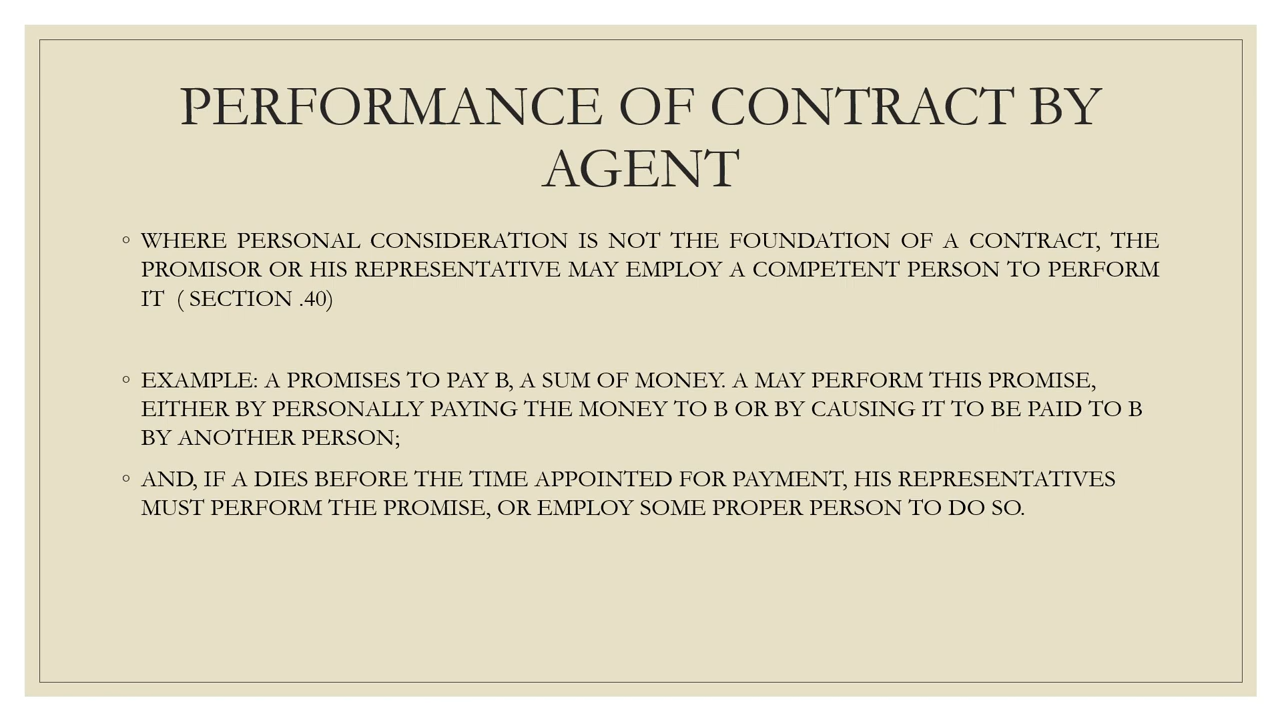 PERFORMANCE OF CONTRACT BY
AGENT
◦ WHERE PERSONAL CONSIDERATION IS NOT THE FOUNDATION OF A CONTRACT, THE
PROMISOR OR HIS REPRESENTATIVE MAY EMPLOY A COMPETENT PERSON TO PERFORM
IT ( SECTION .40)
◦ EXAMPLE: A PROMISES TO PAY B, A SUM OF MONEY. A MAY PERFORM THIS PROMISE,
EITHER BY PERSONALLY PAYING THE MONEY TO B OR BY CAUSING IT TO BE PAID TO B
BY ANOTHER PERSON;
◦ AND, IF A DIES BEFORE THE TIME APPOINTED FOR PAYMENT, HIS REPRESENTATIVES
MUST PERFORM THE PROMISE, OR EMPLOY SOME PROPER PERSON TO DO SO.